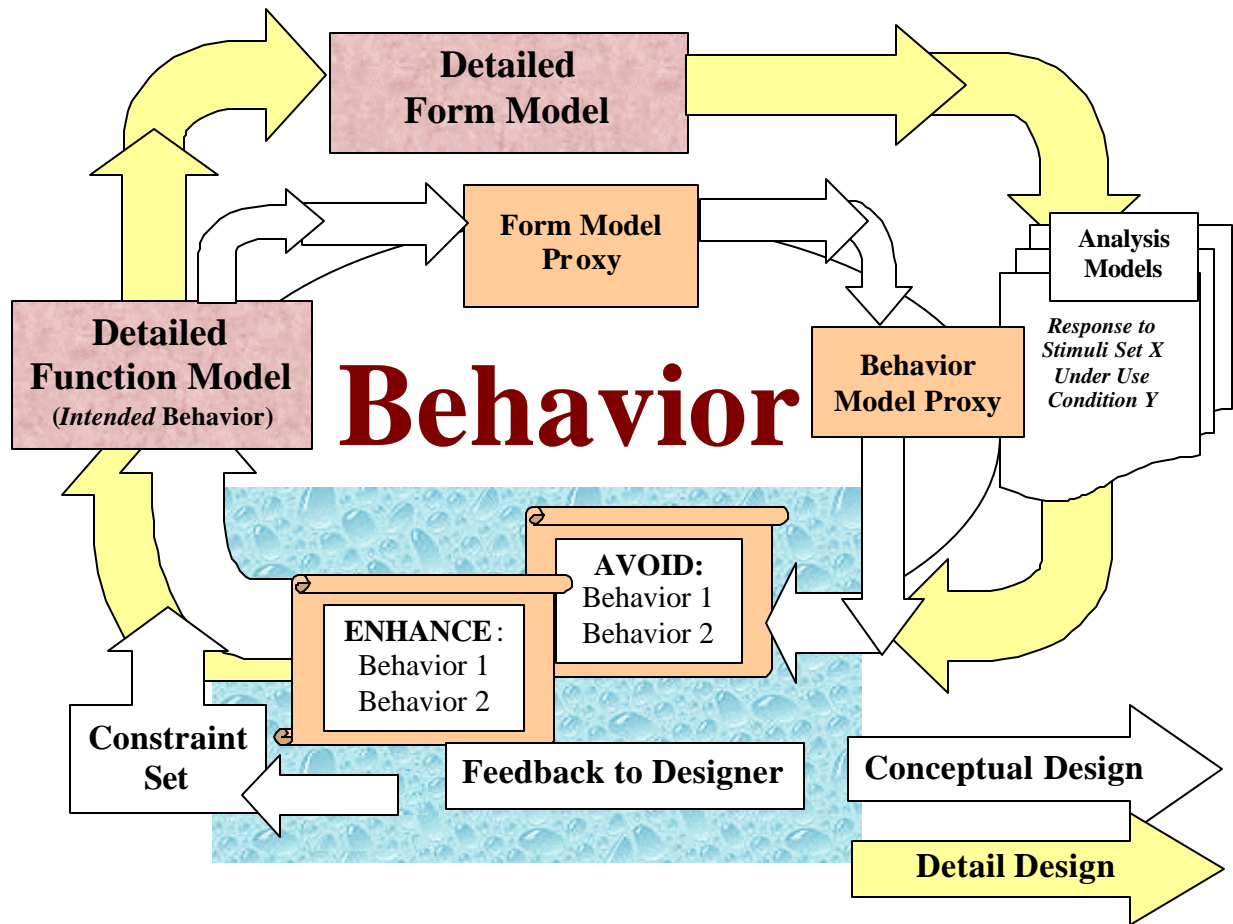 Detailed
Form Model
Form Model
Proxy
Analysis
Models
Detailed
Function Model
(Intended Behavior)
Behavior
Behavior
Model Proxy
Response to
Stimuli Set X
Under Use
Condition Y
AVOID:
Behavior 1
Behavior 2
ENHANCE:
Behavior 1
Behavior 2
Constraint
Set
Feedback to Designer
Conceptual Design
Detail Design